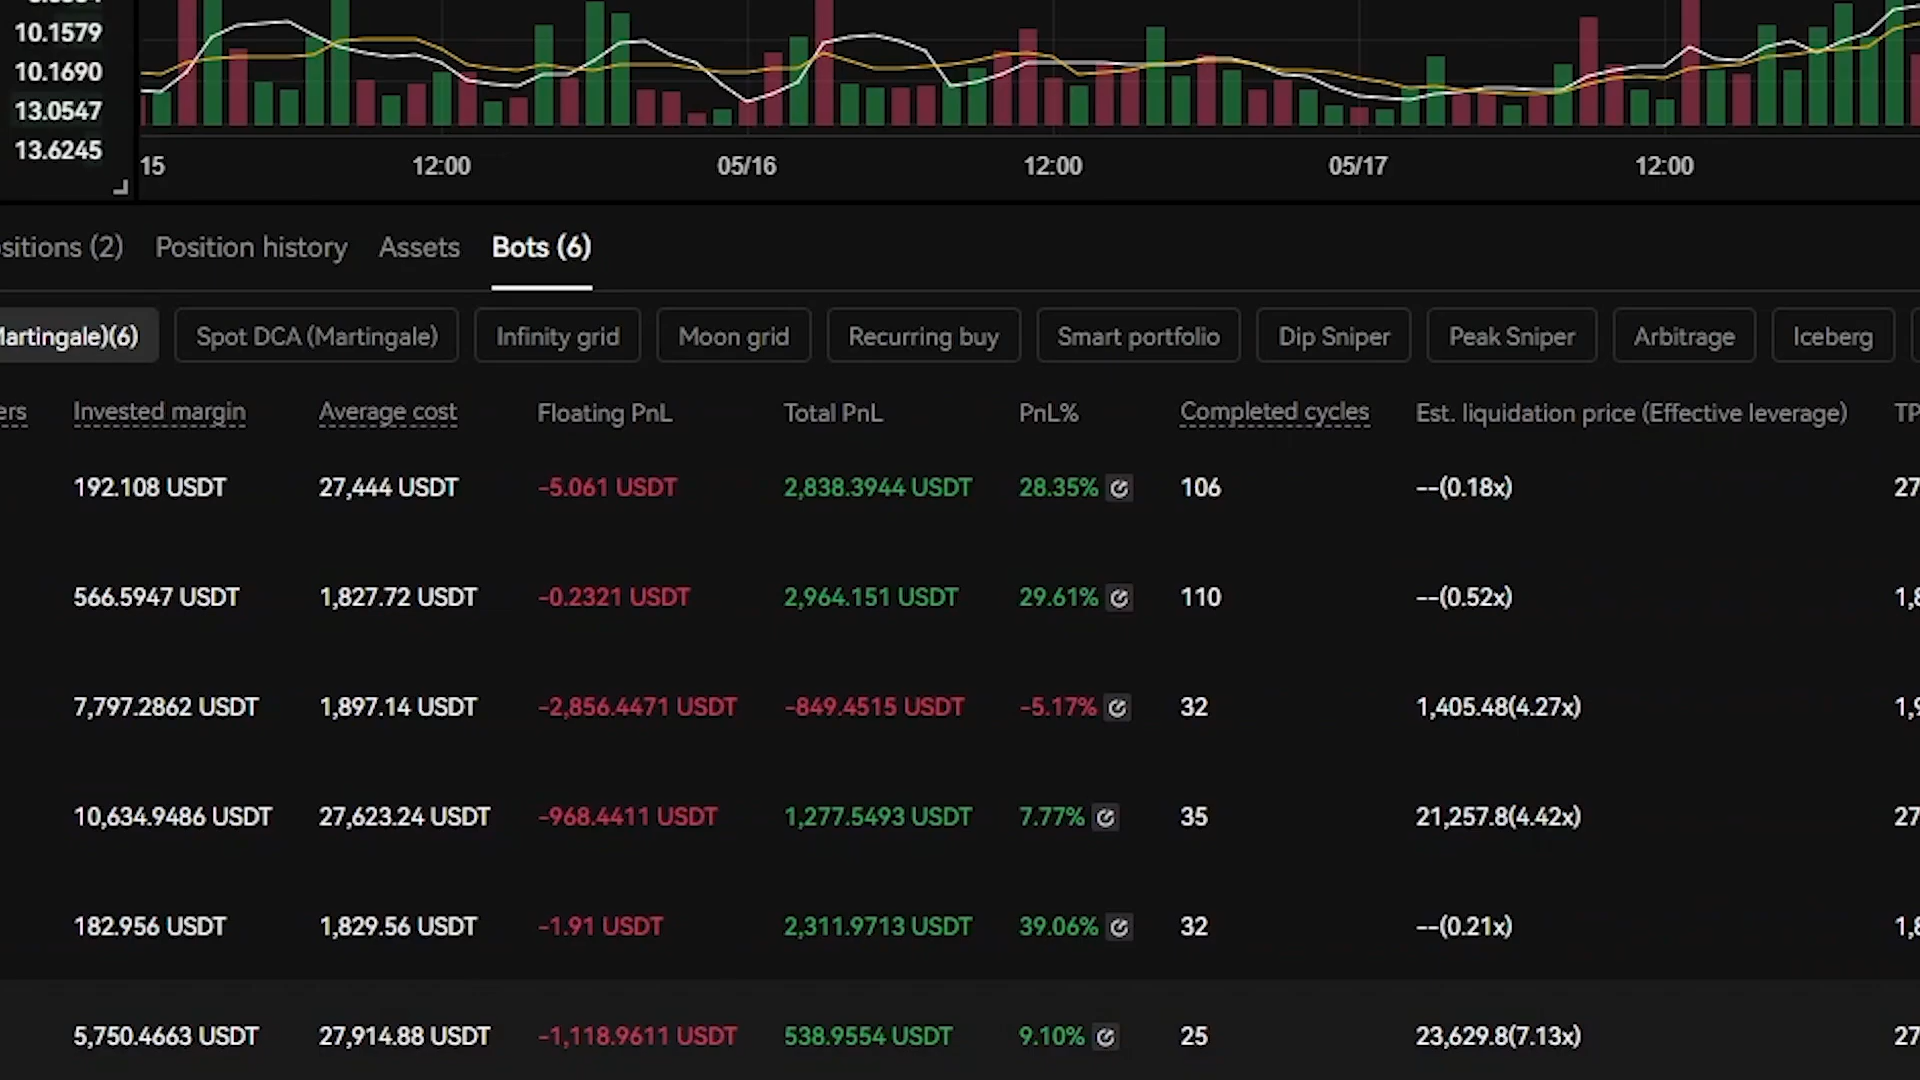 10.1579
10.1690
13.0547
13.6245
15 12:00 05/16 12:00 05/17 12:00
sitions (2) Position history Assets Bots (6)
artingale)(6) Spot DCA (Martingale) Infinity grid Moon grid Recurring buy Smart portfolio Dip Sniper Peak Sniper Arbitrage Iceberg
ers Invested margin Average cost Floating PnL Total PnL PnL% Completed cycles Est. liquidation price (Effective leverage) TP
192.108 USDT 27,444 USDT -5.061 USDT 2,838.3944 USDT 28.35% 106 --(0.18x) 27
566.5947 USDT 1,827.72 USDT -0.2321 USDT 2,964.151 USDT 29.61% 110 --(0.52x) 1,8
7,797.2862 USDT 1,897.14 USDT -2,856.4471 USDT -849.4515 USDT -5.17% 32 1,405.48(4.27x) 1,9
10,634.9486 USDT 27,623.24 USDT -968.4411 USDT 1,277.5493 USDT 7.77% 35 21,257.8(4.42x) 27
182.956 USDT 1,829.56 USDT -1.91 USDT 2,311.9713 USDT 39.06% 32 --(0.21x) 1,8
5,750.4663 USDT 27,914.88 USDT -1,118.9611 USDT 538.9554 USDT 9.10% 25 23,629.8(7.13x) 27